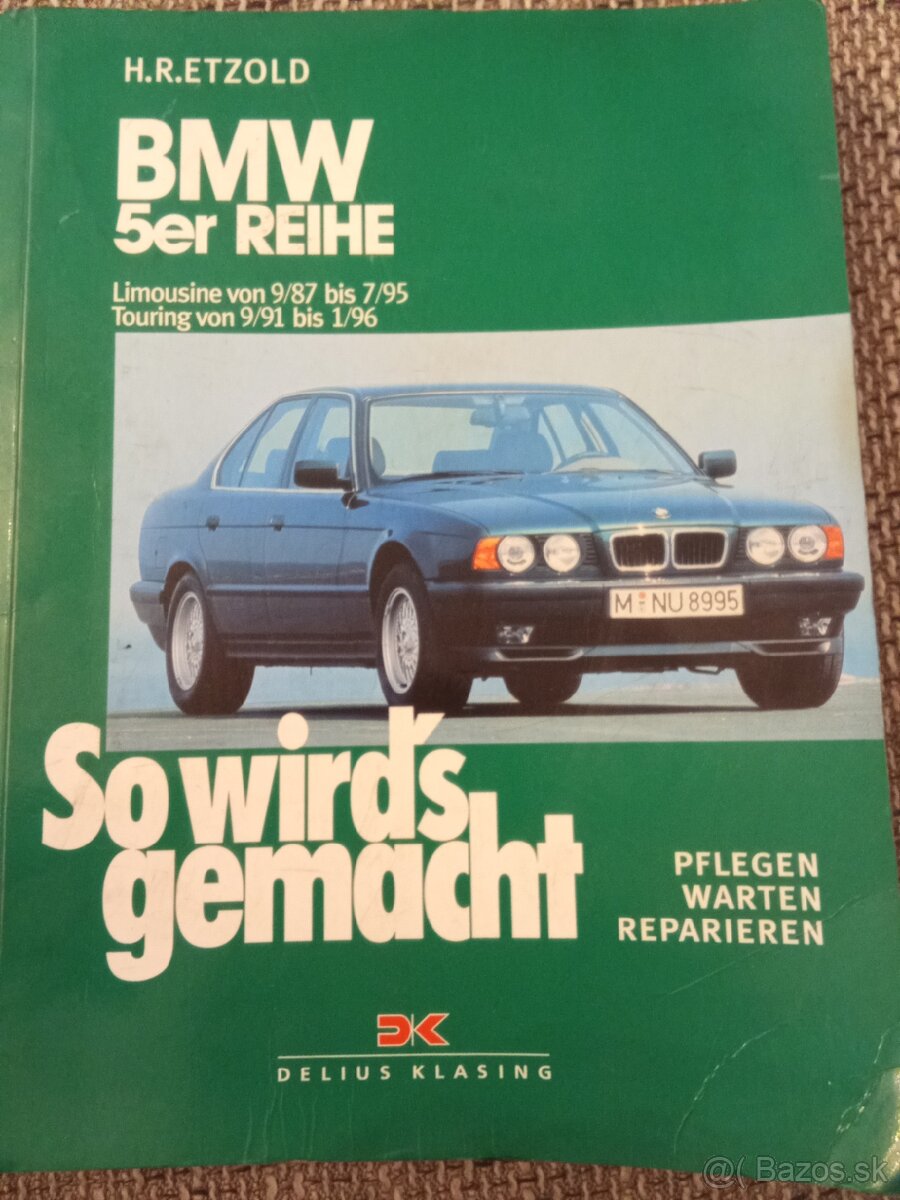 H.R.ETZOLD
BMW
5er REIHE
Limousine von 9/87 bis 7/95
Touring von 9/91 bis 1/96
M NU 8995
So wird's
gemacht
PFLEGEN
WARTEN
REPARIEREN
DK
DELIUS KLASING
@( Bazos.sk